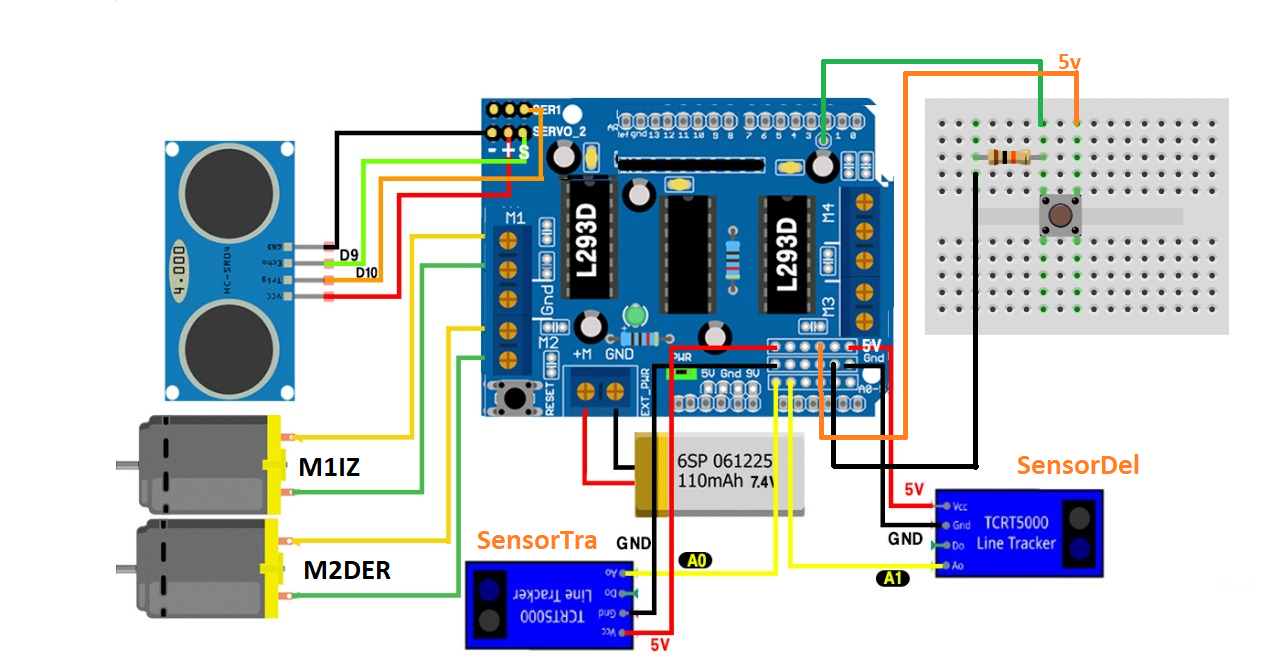 5v
SER1
SERVO_2
- + S
gnd 13 12 11 10 9 8 7 6 5 4 3 1 0
GND
Echo
Trig
VCC
HC-SR04
4.000
D9
D10
M1
Gnd
M2
L293D
L293D
M4
M3
+M GND
EXT_PWR
RESET
PWR
5V Gnd 9V
5V
Gnd
A0-
M1IZ
M2DER
6SP 061225
110mAh 7.4V
SensorTra
GND
A0
5V
Ao
Do
Gnd
Vcc
TCRT5000
Line Tracker
SensorDel
5V
GND
A1
Vcc
Gnd
Do
Ao
TCRT5000
Line Tracker